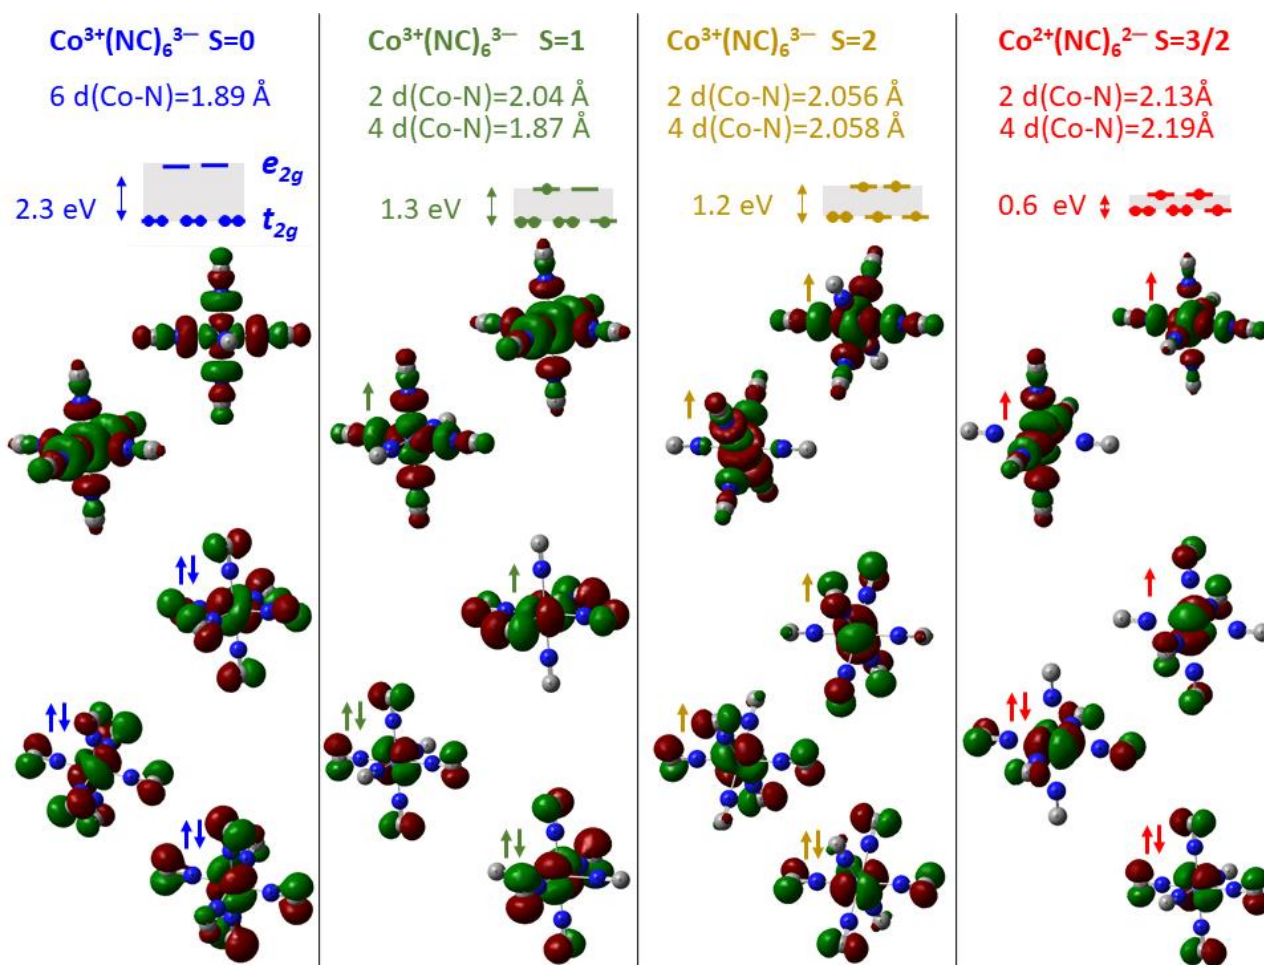 Co³⁺(NC)₆³⁻ S=0
6 d(Co-N)=1.89 Å
e₂g
2.3 eV
t₂g
Co³⁺(NC)₆³⁻ S=1
2 d(Co-N)=2.04 Å
4 d(Co-N)=1.87 Å
1.3 eV
Co³⁺(NC)₆³⁻ S=2
2 d(Co-N)=2.056 Å
4 d(Co-N)=2.058 Å
1.2 eV
Co²⁺(NC)₆²⁻ S=3/2
2 d(Co-N)=2.13Å
4 d(Co-N)=2.19Å
0.6 eV